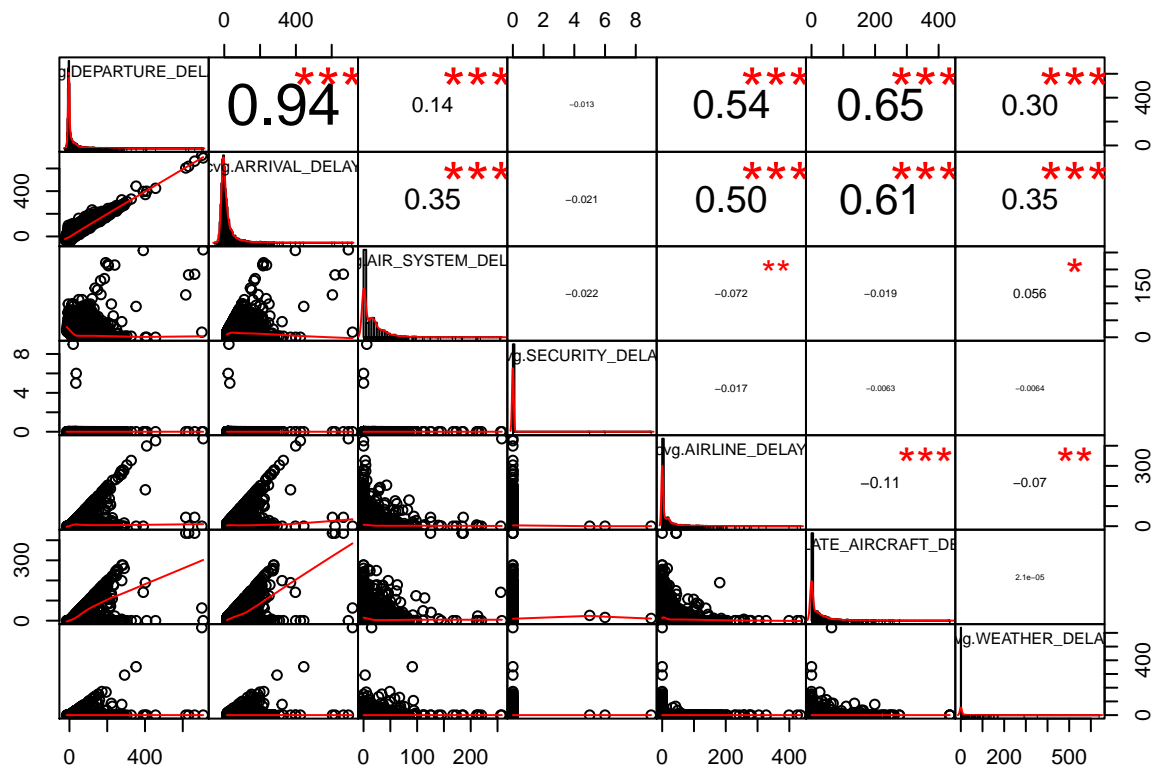 0 400 0 2 4 6 8 0 200 400
g.DEPARTURE_DEL
0.94 ***
0.14 ***
-0.013
0.54 ***
0.65 ***
0.30 ***
0 400
0 400
cvg.ARRIVAL_DELAY
0.35 ***
-0.021
0.50 ***
0.61 ***
0.35 ***
g.AIR_SYSTEM_DEL
-0.022
-0.072 **
-0.019
0.056 *
0 150
0 4 8
vg.SECURITY_DELA
-0.017
-0.0063
-0.0064
cvg.AIRLINE_DELAY
-0.11 ***
-0.07 **
0 300
0 300
LATE_AIRCRAFT_DE
2.1e-05
vg.WEATHER_DELA
0 400
0 400 0 100 200 0 200 400 0 200 500